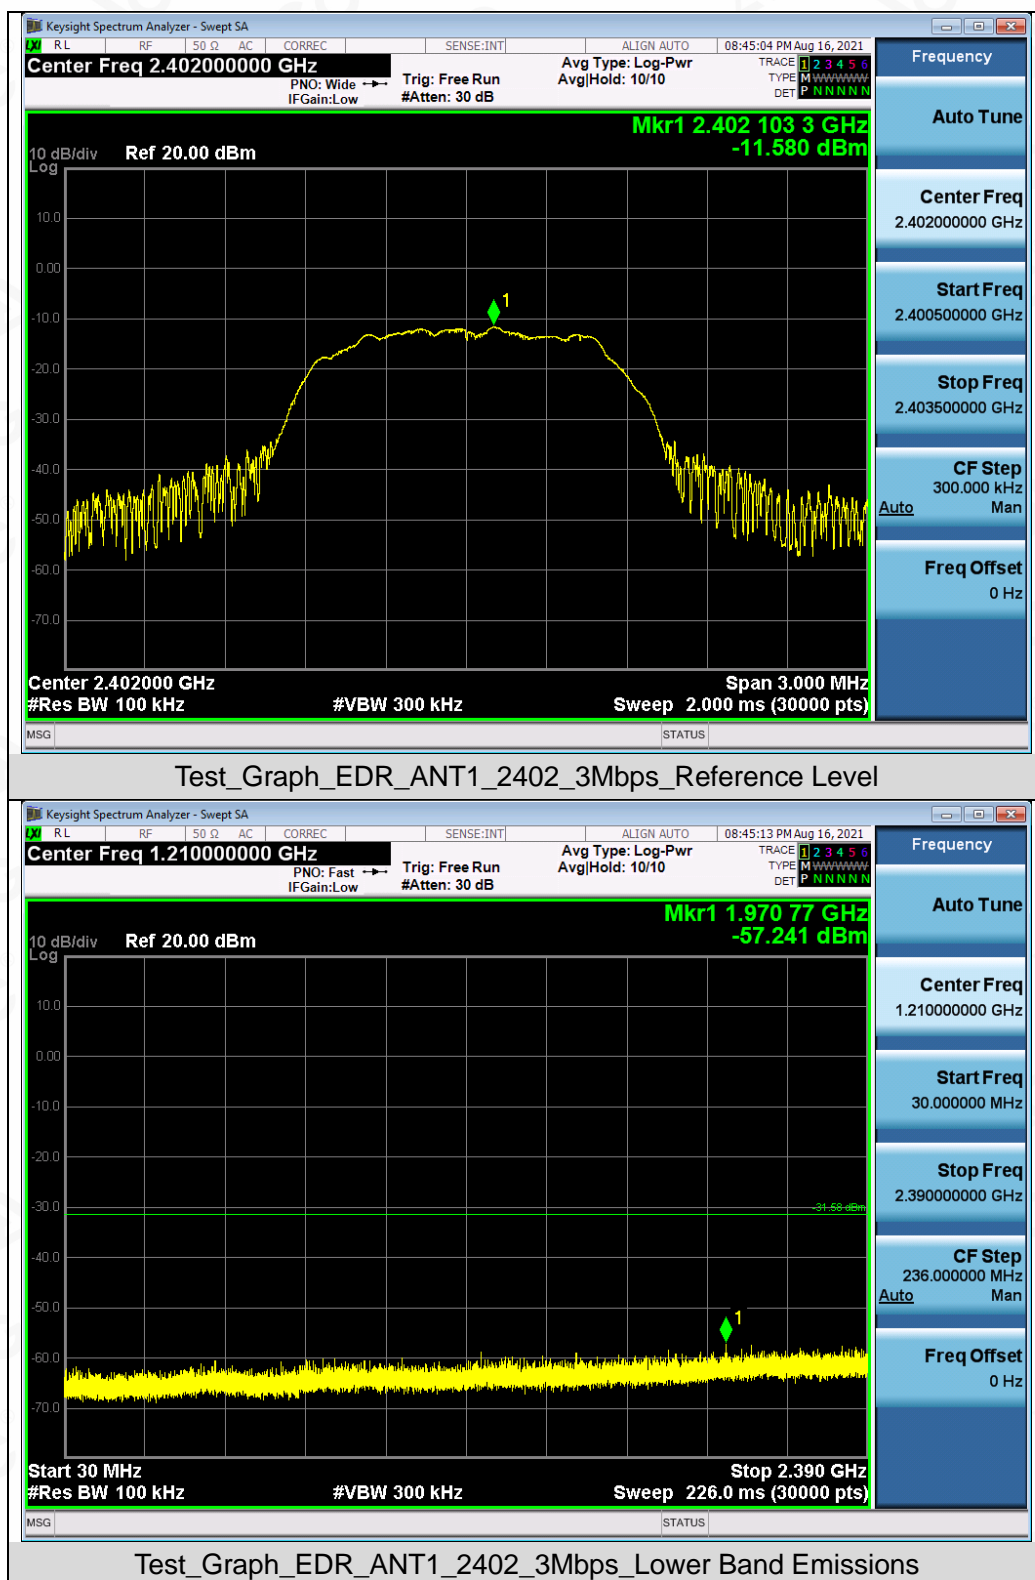 Keysight Spectrum Analyzer - Swept SA
LXI RL RF 50 Ω AC CORREC SENSE:INT ALIGN AUTO 08:45:04 PM Aug 16, 2021
Center Freq 2.402000000 GHz
PNO: Wide
IFGain:Low
Trig: Free Run
#Atten: 30 dB
Avg Type: Log-Pwr
Avg|Hold: 10/10
TRACE 1 2 3 4 5 6
TYPE M WWWWW
DET P N N N N N
Mkr1 2.402 103 3 GHz
-11.580 dBm
10 dB/div Ref 20.00 dBm
Log
10.0
0.00
-10.0
-20.0
-30.0
-40.0
-50.0
-60.0
-70.0
1
Center 2.402000 GHz Span 3.000 MHz
#Res BW 100 kHz #VBW 300 kHz Sweep 2.000 ms (30000 pts)
MSG STATUS
Frequency
Auto Tune
Center Freq
2.402000000 GHz
Start Freq
2.400500000 GHz
Stop Freq
2.403500000 GHz
CF Step
300.000 kHz
Auto Man
Freq Offset
0 Hz
Test_Graph_EDR_ANT1_2402_3Mbps_Reference Level
Keysight Spectrum Analyzer - Swept SA
LXI RL RF 50 Ω AC CORREC SENSE:INT ALIGN AUTO 08:45:13 PM Aug 16, 2021
Center Freq 1.210000000 GHz
PNO: Fast
IFGain:Low
Trig: Free Run
#Atten: 30 dB
Avg Type: Log-Pwr
Avg|Hold: 10/10
TRACE 1 2 3 4 5 6
TYPE M WWWWW
DET P N N N N N
Mkr1 1.970 77 GHz
-57.241 dBm
10 dB/div Ref 20.00 dBm
Log
10.0
0.00
-10.0
-20.0
-30.0
-40.0
-50.0
-60.0
-70.0
-31.58 dBm
1
Start 30 MHz Stop 2.390 GHz
#Res BW 100 kHz #VBW 300 kHz Sweep 226.0 ms (30000 pts)
MSG STATUS
Frequency
Auto Tune
Center Freq
1.210000000 GHz
Start Freq
30.000000 MHz
Stop Freq
2.390000000 GHz
CF Step
236.000000 MHz
Auto Man
Freq Offset
0 Hz
Test_Graph_EDR_ANT1_2402_3Mbps_Lower Band Emissions